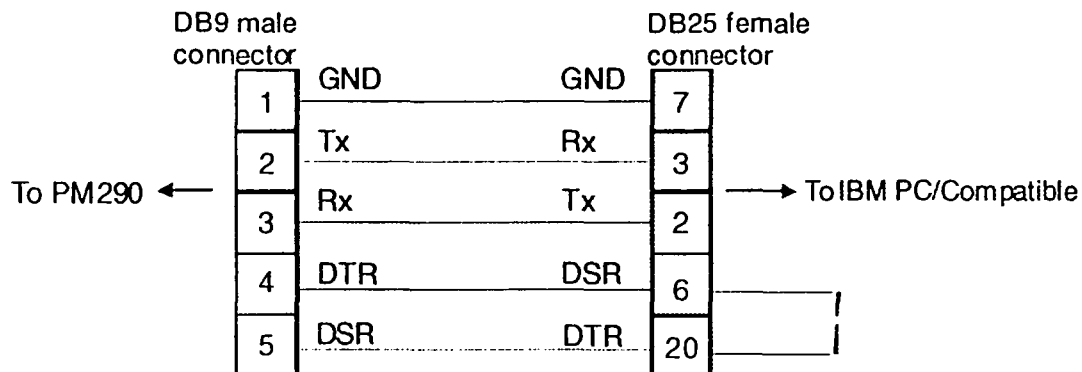 DB9 male
connector
DB25 female
connector
1 GND GND 7
2 Tx Rx 3
To PM290
To IBM PC/Compatible
3 Rx Tx 2
4 DTR DSR 6
5 DSR DTR 20